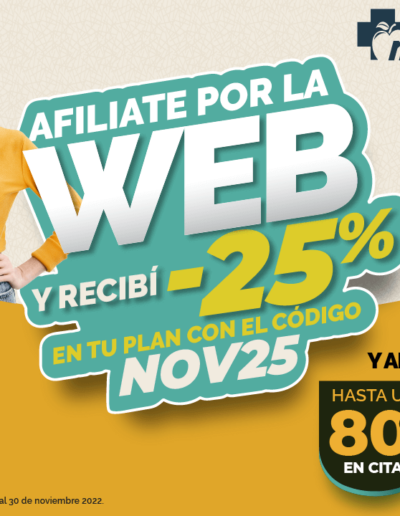 AFILIATE POR LA
WEB
Y RECIBÍ -25%
EN TU PLAN CON EL CÓDIGO
NOV25
HASTA U
80
EN CITA
al 30 de noviembre 2022.